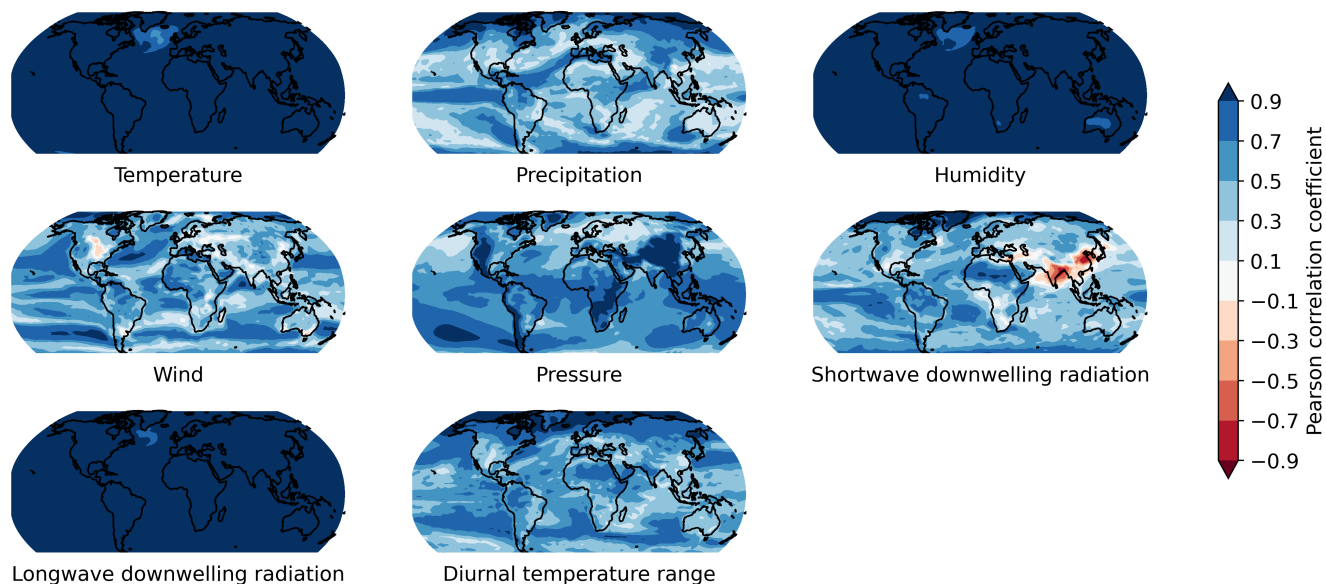 Temperature
Precipitation
Humidity
Wind
Pressure
Shortwave downwelling radiation
Longwave downwelling radiation
Diurnal temperature range
0.9
0.7
0.5
0.3
0.1
−0.1
−0.3
−0.5
−0.7
−0.9
Pearson correlation coefficient